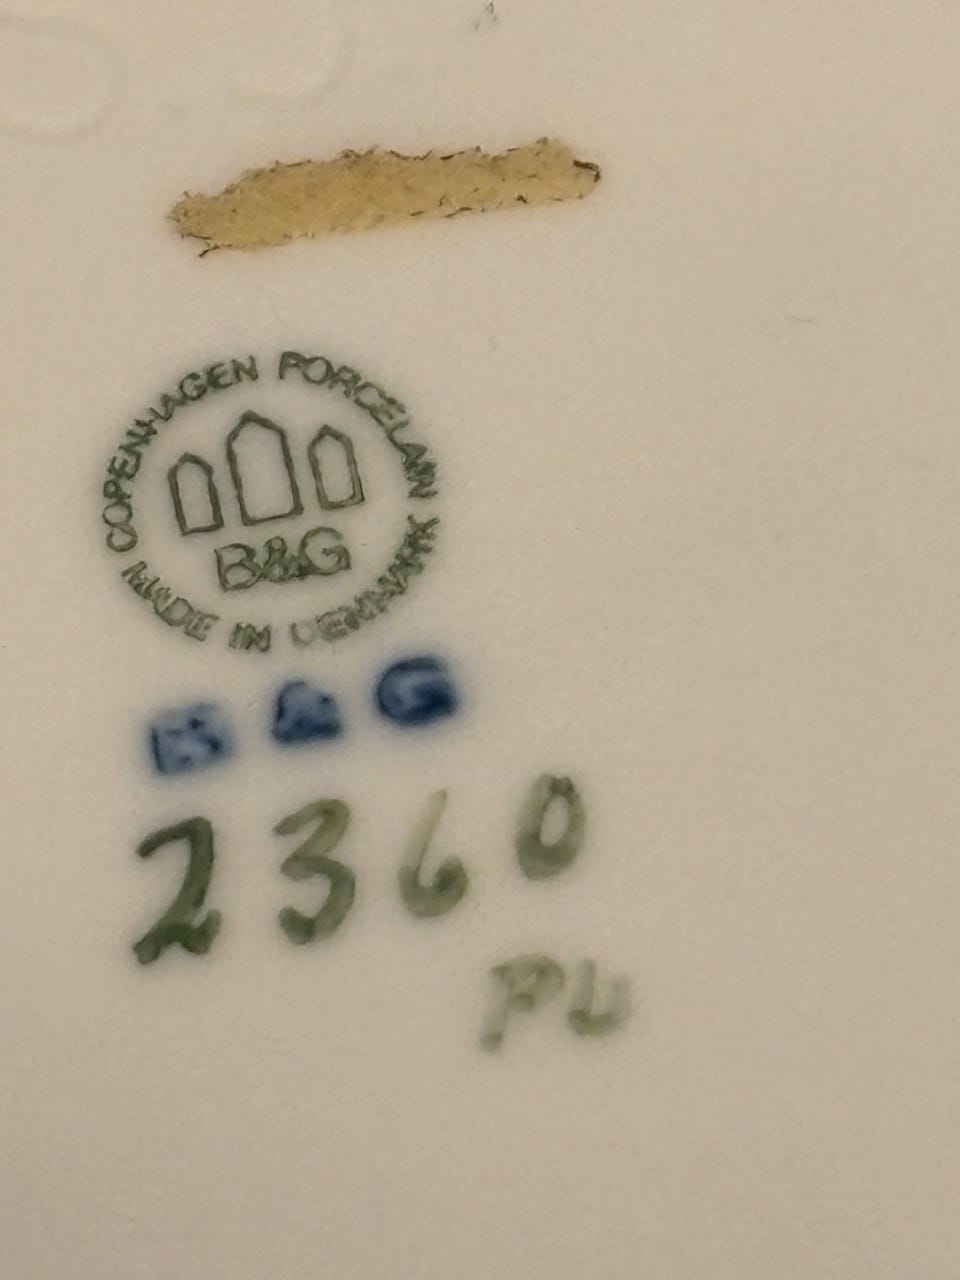 COPENHAGEN PORCELAIN
B&G
MADE IN DENMARK
B & G
2360
PL